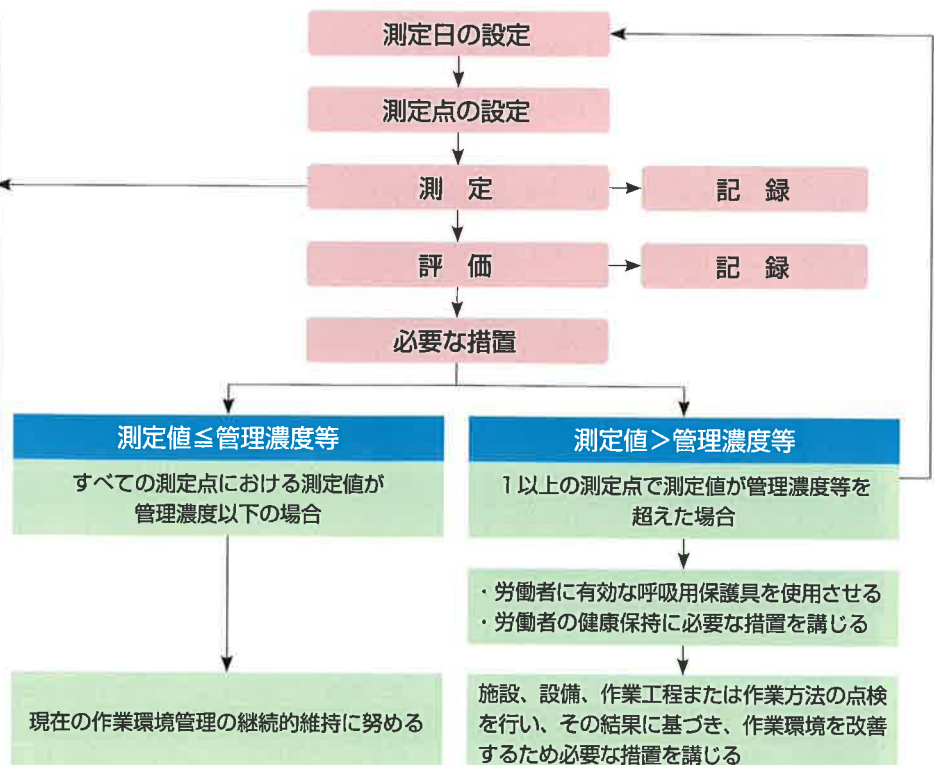 測定日の設定
測定点の設定
測　定
記　録
評　価
記　録
必要な措置
測定値≦管理濃度等
すべての測定点における測定値が
管理濃度以下の場合
現在の作業環境管理の継続的維持に努める
測定値＞管理濃度等
1以上の測定点で測定値が管理濃度等を
超えた場合
・労働者に有効な呼吸用保護具を使用させる
・労働者の健康保持に必要な措置を講じる
施設、設備、作業工程または作業方法の点検
を行い、その結果に基づき、作業環境を改善
するため必要な措置を講じる